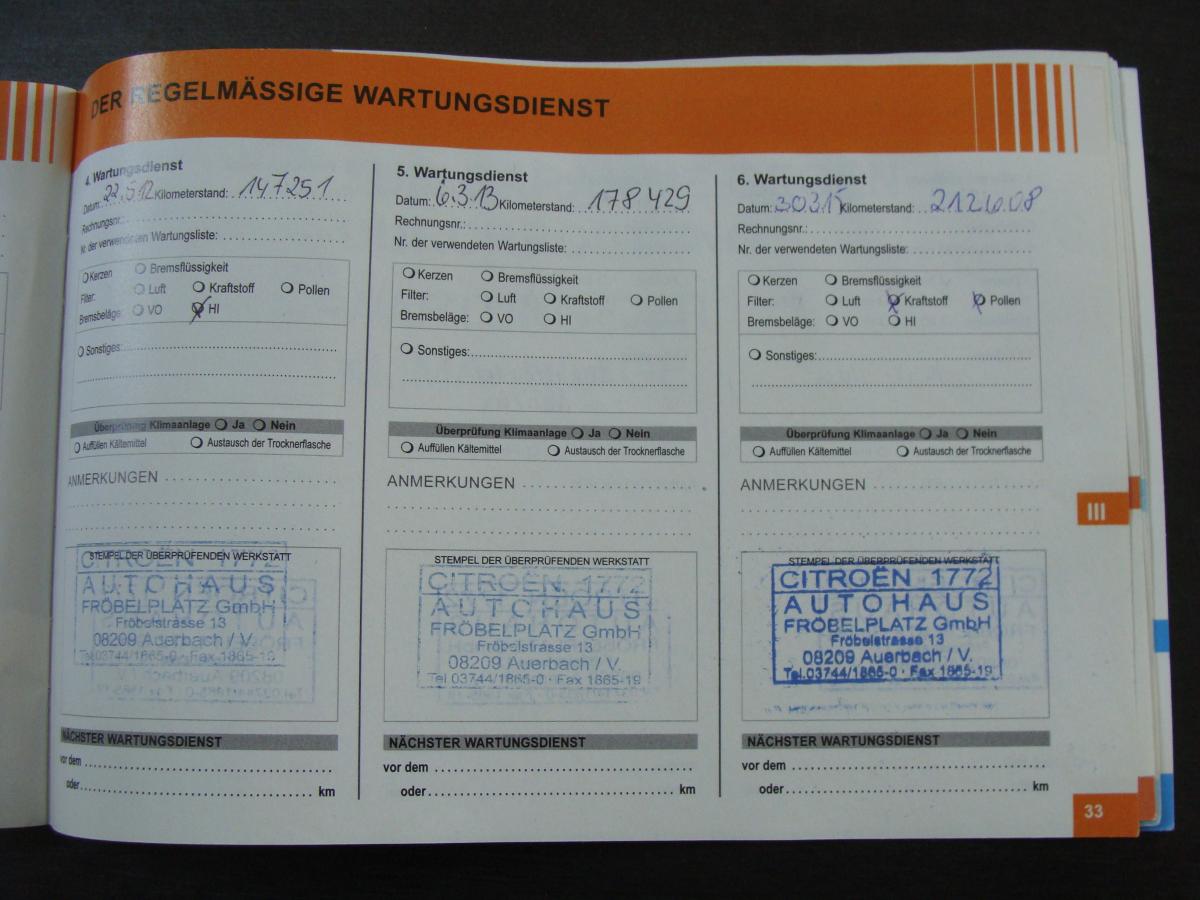 DER REGELMÄSSIGE WARTUNGSDIENST
4. Wartungsdienst
Datum: 22.5.12 Kilometerstand: 147251
Rechnungsnr.:
Nr. der verwendeten Wartungsliste:
Kerzen Bremsflüssigkeit
Filter: Luft Kraftstoff Pollen
Bremsbeläge: VO HI
Sonstiges:
Überprüfung Klimaanlage Ja Nein
Auffüllen Kältemittel Austausch der Trocknerflasche
ANMERKUNGEN
STEMPEL DER ÜBERPRÜFENDEN WERKSTATT
CITROËN 1772
AUTOHAUS
FRÖBELPLATZ GmbH
Fröbelstrasse 13
08209 Auerbach / V.
Tel.03744/1865-0 · Fax 1865-19
NÄCHSTER WARTUNGSDIENST
vor dem
oder km
5. Wartungsdienst
Datum: 6.3.13 Kilometerstand: 178429
Rechnungsnr.:
Nr. der verwendeten Wartungsliste:
Kerzen Bremsflüssigkeit
Filter: Luft Kraftstoff Pollen
Bremsbeläge: VO HI
Sonstiges:
Überprüfung Klimaanlage Ja Nein
Auffüllen Kältemittel Austausch der Trocknerflasche
ANMERKUNGEN
STEMPEL DER ÜBERPRÜFENDEN WERKSTATT
CITROËN 1772
AUTOHAUS
FRÖBELPLATZ GmbH
Fröbelstrasse 13
08209 Auerbach / V.
Tel.03744/1865-0 · Fax 1865-19
NÄCHSTER WARTUNGSDIENST
vor dem
oder km
6. Wartungsdienst
Datum: 30315 Kilometerstand:
Rechnungsnr.:
Nr. der verwendeten Wartungsliste:
Kerzen Bremsflüssigkeit
Filter: Luft Kraftstoff Pollen
Bremsbeläge: VO HI
Sonstiges:
Überprüfung Klimaanlage Ja Nein
Auffüllen Kältemittel Austausch der Trocknerflasche
ANMERKUNGEN
STEMPEL DER ÜBERPRÜFENDEN WERKSTATT
CITROËN 1772
AUTOHAUS
FRÖBELPLATZ GmbH
Fröbelstrasse 13
08209 Auerbach / V.
Tel.03744/1865-0 · Fax 1865-19
NÄCHSTER WARTUNGSDIENST
vor dem
oder km
III
33